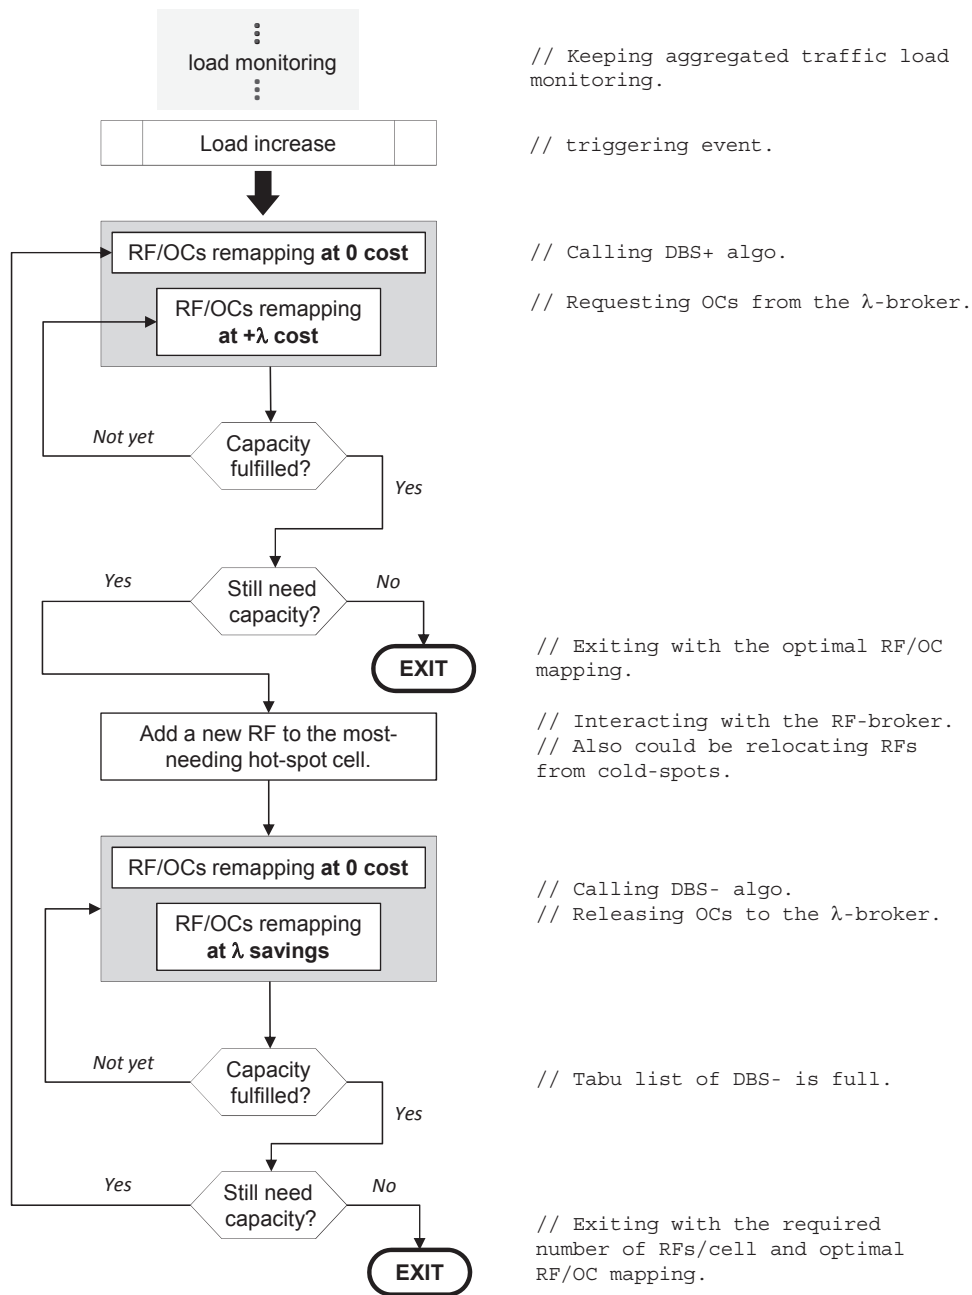 load monitoring
// Keeping aggregated traffic load
monitoring.
Load increase
// triggering event.
RF/OCs remapping at 0 cost
// Calling DBS+ algo.
RF/OCs remapping
at +λ cost
// Requesting OCs from the λ-broker.
Not yet
Capacity
fulfilled?
Yes
Yes
Still need
capacity?
No
EXIT
// Exiting with the optimal RF/OC
mapping.
Add a new RF to the most-
needing hot-spot cell.
// Interacting with the RF-broker.
// Also could be relocating RFs
from cold-spots.
RF/OCs remapping at 0 cost
// Calling DBS- algo.
RF/OCs remapping
at λ savings
// Releasing OCs to the λ-broker.
Not yet
Capacity
fulfilled?
// Tabu list of DBS- is full.
Yes
Yes
Still need
capacity?
No
EXIT
// Exiting with the required
number of RFs/cell and optimal
RF/OC mapping.